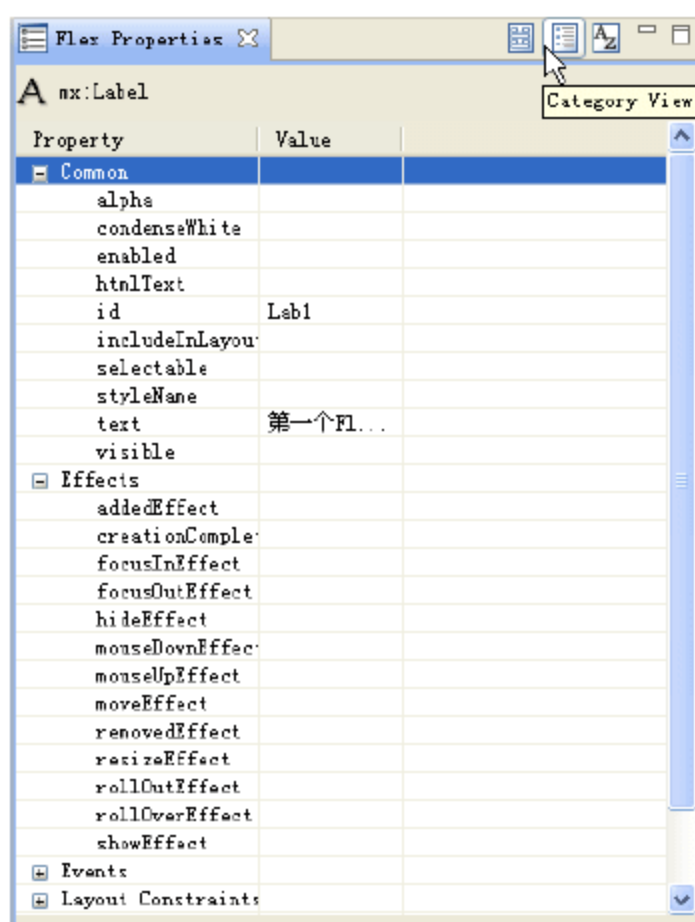 Flex Properties
A mx:Label
Category View
Property Value
Common
alpha
condenseWhite
enabled
htmlText
id Lab1
includeInLayou
selectable
styleName
text 第一个Fl...
visible
Effects
addedEffect
creationComple
focusInEffect
focusOutEffect
hideEffect
mouseDownEffec
mouseUpEffect
moveEffect
removedEffect
resizeEffect
rollOutEffect
rollOverEffect
showEffect
Events
Layout Constraints